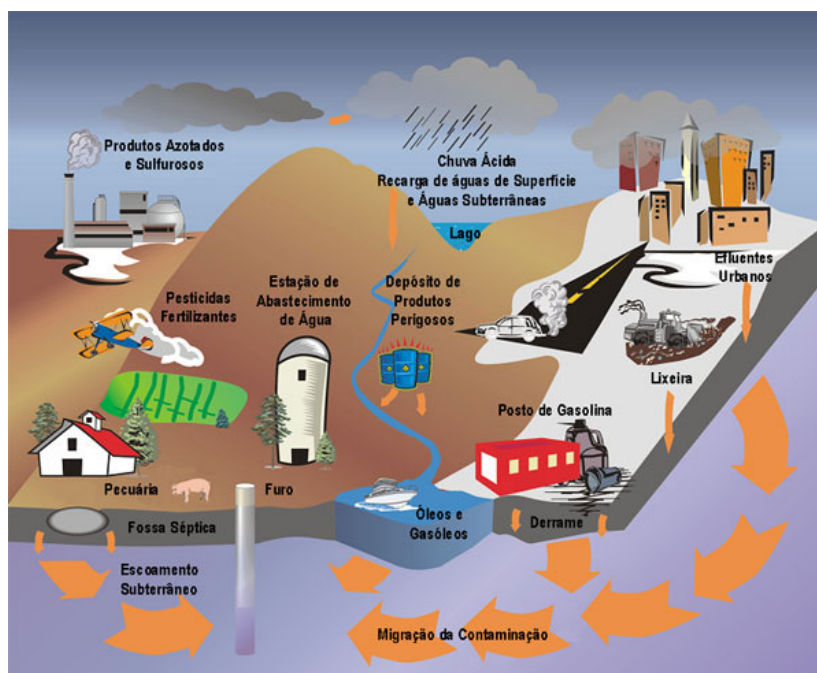 Produtos Azotados
e Sulfurosos
Chuva Ácida
Recarga de águas de Superfície
e Águas Subterrâneas
Lago
Efluentes
Urbanos
Pesticidas
Fertilizantes
Estação de
Abastecimento
de Água
Depósito de
Produtos
Perigosos
Lixeira
Posto de Gasolina
Pecuária
Furo
Fossa Séptica
Óleos e
Gasóleos
Derrame
Escoamento
Subterrâneo
Migração da Contaminação